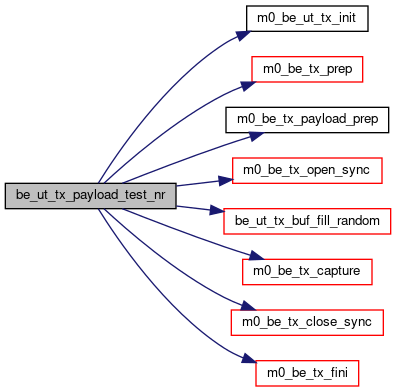 m0_be_ut_tx_init
m0_be_tx_prep
m0_be_tx_payload_prep
m0_be_tx_open_sync
be_ut_tx_payload_test_nr
be_ut_tx_buf_fill_random
m0_be_tx_capture
m0_be_tx_close_sync
m0_be_tx_fini